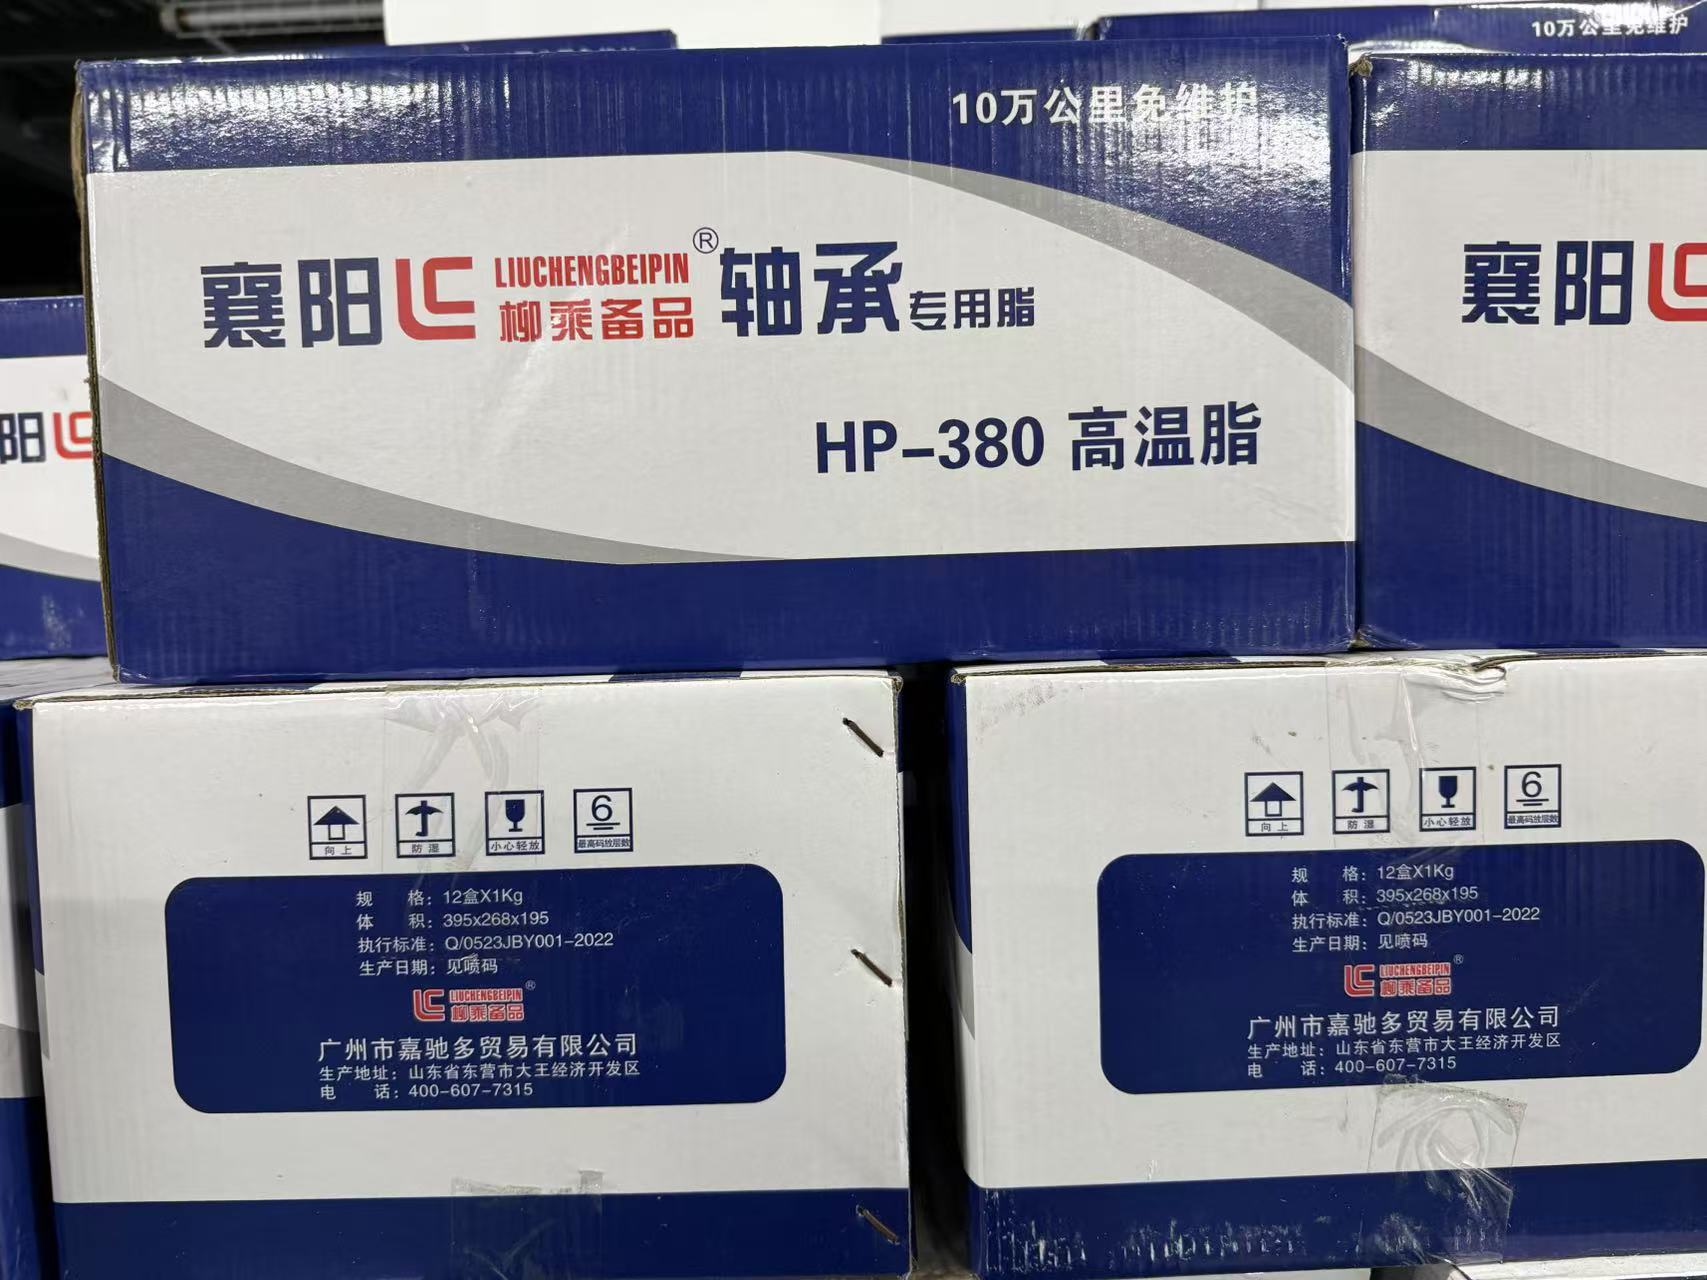 10万公里免维护
10万公里免维护
襄阳 LC LIUCHENGBEIPIN ® 轴承专用脂
柳乘备品
HP-380 高温脂
襄阳
阳 LC
向上 防湿 小心轻放 6 最高码放层数
规 格：12盒X1Kg
体 积：395x268x195
执行标准：Q/0523JBY001-2022
生产日期：见喷码
LC LIUCHENGBEIPIN ®
柳乘备品
广州市嘉驰多贸易有限公司
生产地址：山东省东营市大王经济开发区
电 话：400-607-7315
向上 防湿 小心轻放 6 最高码放层数
规 格：12盒X1Kg
体 积：395x268x195
执行标准：Q/0523JBY001-2022
生产日期：见喷码
LC LIUCHENGBEIPIN ®
柳乘备品
广州市嘉驰多贸易有限公司
生产地址：山东省东营市大王经济开发区
电 话：400-607-7315